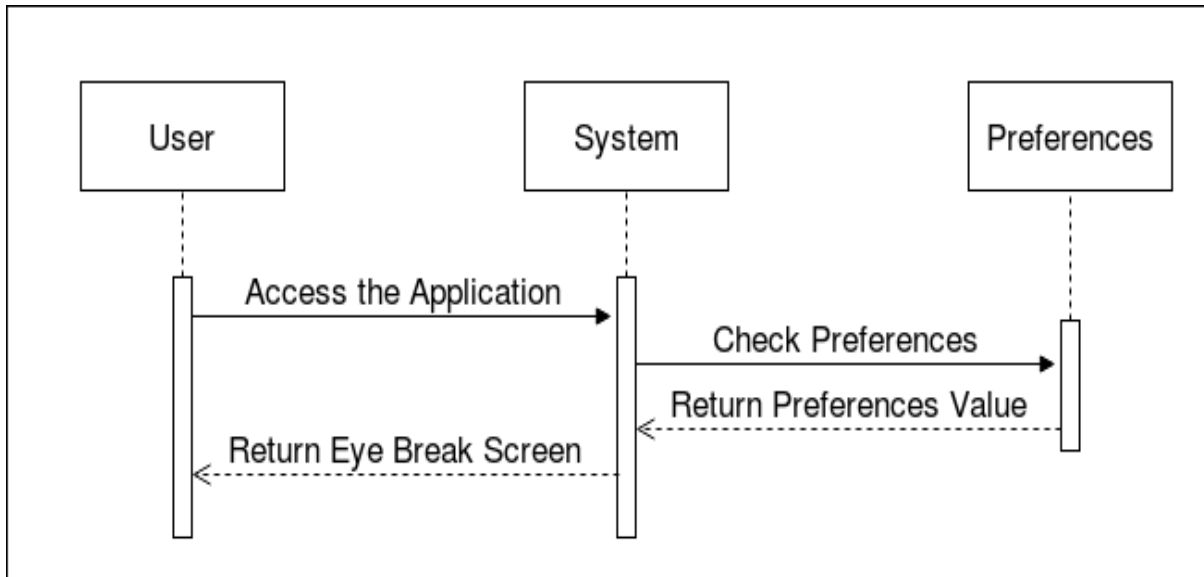 User
System
Preferences
Access the Application
Check Preferences
Return Preferences Value
Return Eye Break Screen